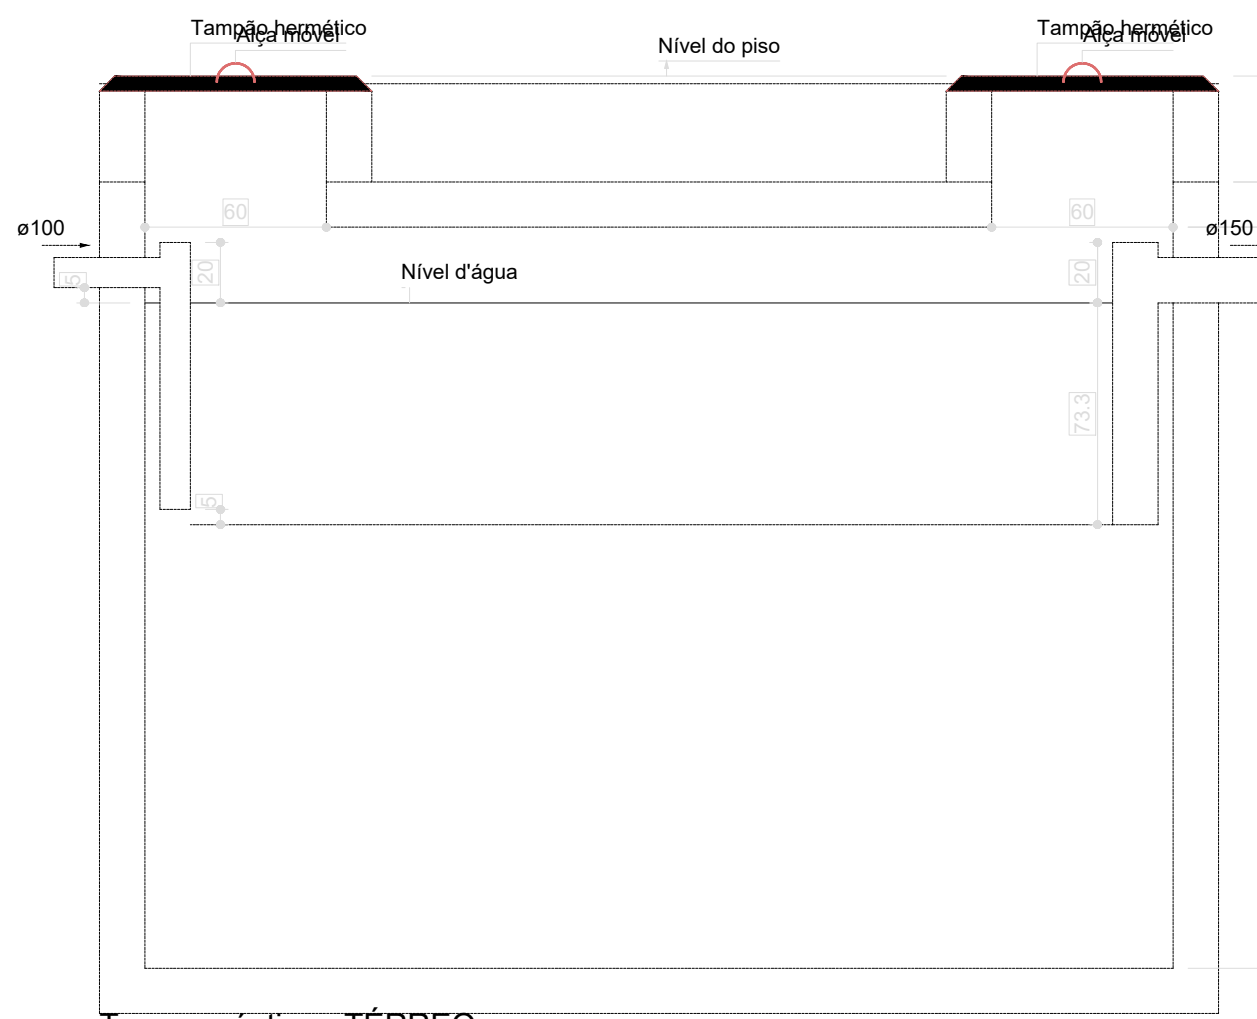 Tampão hermético
Alça móvel
Tampão hermético
Alça móvel
Nível do piso
60
60
ø100
ø150
20
5
Nível d'água
20
73.3
5
TÉRREO